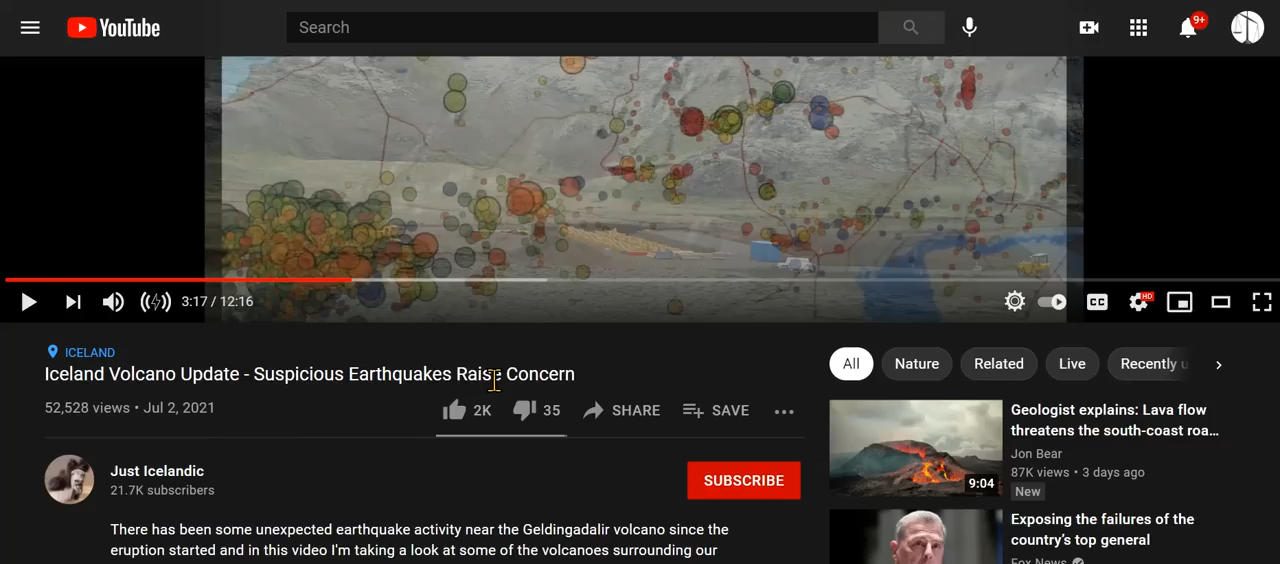 YouTube
Search
9+
3:17 / 12:16
CC
HD
ICELAND
Iceland Volcano Update - Suspicious Earthquakes Raise Concern
52,528 views • Jul 2, 2021
2K
35
SHARE
SAVE
Just Icelandic
21.7K subscribers
SUBSCRIBE
There has been some unexpected earthquake activity near the Geldingadalir volcano since the
eruption started and in this video I'm taking a look at some of the volcanoes surrounding our
All
Nature
Related
Live
Recently u
9:04
Geologist explains: Lava flow
threatens the south-coast roa...
Jon Bear
87K views • 3 days ago
New
Exposing the failures of the
country's top general
Fox News